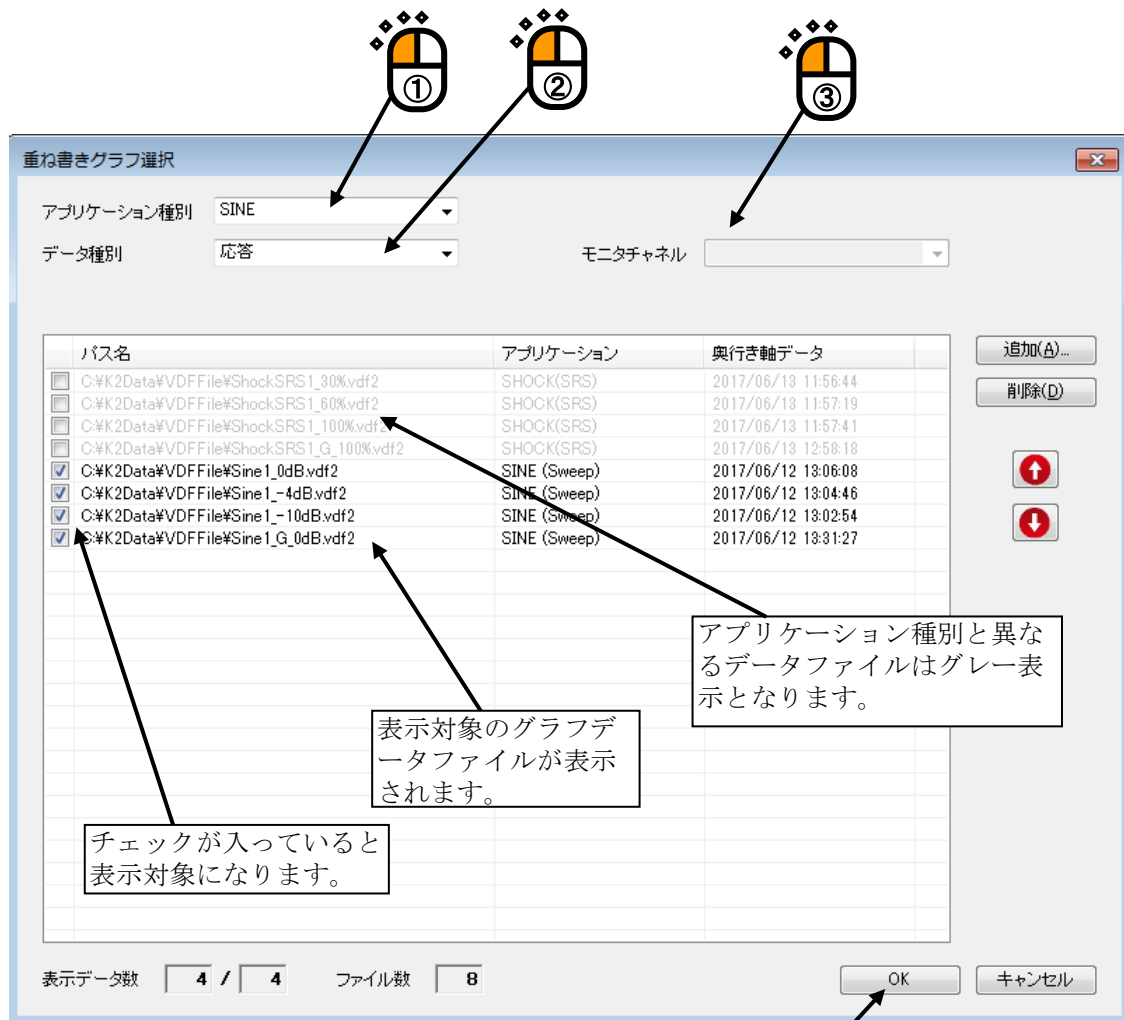 ① ② ③
重ね書きグラフ選択
アプリケーション種別 SINE
データ種別 応答 モニタチャネル
パス名 アプリケーション 奥行き軸データ 追加(A)...
C:¥K2Data¥VDFFile¥ShockSRS1_30%.vdf2 SHOCK(SRS) 2017/06/13 11:56:44
削除(D)
C:¥K2Data¥VDFFile¥ShockSRS1_60%.vdf2 SHOCK(SRS) 2017/06/13 11:57:19
C:¥K2Data¥VDFFile¥ShockSRS1_100%.vdf2 SHOCK(SRS) 2017/06/13 11:57:41
C:¥K2Data¥VDFFile¥ShockSRS1_G_100%.vdf2 SHOCK(SRS) 2017/06/13 12:58:18
C:¥K2Data¥VDFFile¥Sine1_0dB.vdf2 SINE (Sweep) 2017/06/12 13:06:08
C:¥K2Data¥VDFFile¥Sine1_-4dB.vdf2 SINE (Sweep) 2017/06/12 13:04:46
C:¥K2Data¥VDFFile¥Sine1_-10dB.vdf2 SINE (Sweep) 2017/06/12 13:02:54
C:¥K2Data¥VDFFile¥Sine1_G_0dB.vdf2 SINE (Sweep) 2017/06/12 13:31:27
アプリケーション種別と異な
るデータファイルはグレー表
示となります。
表示対象のグラフデ
ータファイルが表示
されます。
チェックが入っていると
表示対象になります。
表示データ数 4 / 4 ファイル数 8 OK キャンセル